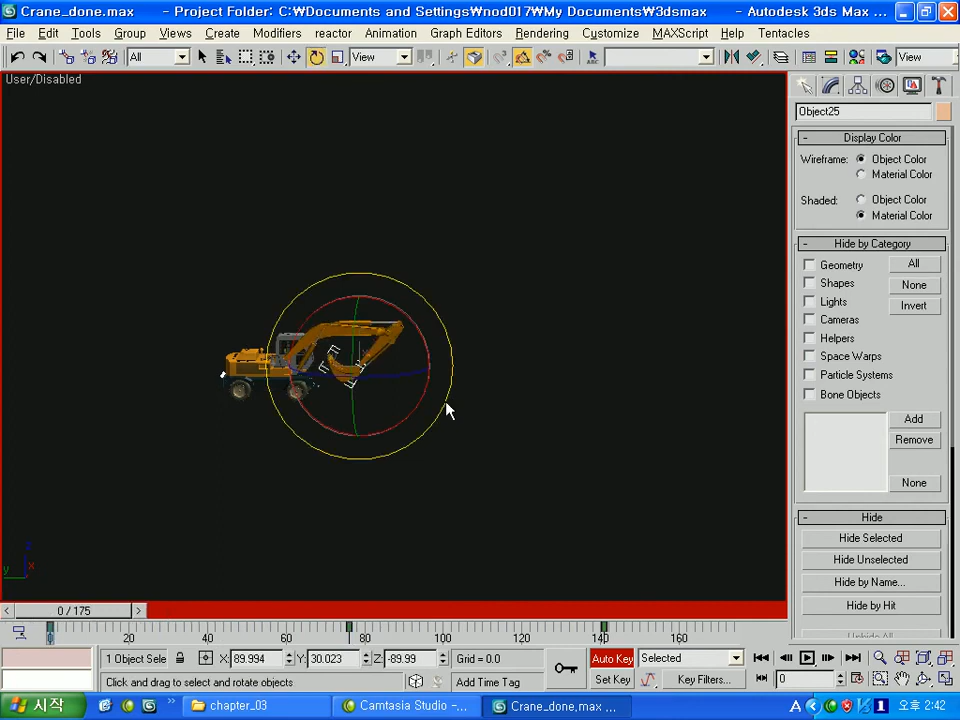 Crane_done.max - Project Folder: C:₩Documents and Settings₩nod017₩My Documents₩3dsmax - Autodesk 3ds Max ...
File Edit Tools Group Views Create Modifiers reactor Animation Graph Editors Rendering Customize MAXScript Help Tentacles
All View View
User/Disabled
Object25
- Display Color
Wireframe: Object Color
Material Color
Shaded: Object Color
Material Color
- Hide by Category
Geometry All
Shapes None
Lights Invert
Cameras
Helpers
Space Warps
Particle Systems
Bone Objects
Add
Remove
None
- Hide
Hide Selected
Hide Unselected
Hide by Name...
Hide by Hit
Unhide All
z
y x
< 0 / 175 >
0 20 40 60 80 100 120 140 160
1 Object Sele X: 89.994 Y: 30.023 Z: -89.99 Grid = 0.0 Auto Key Selected
Click and drag to select and rotate objects Add Time Tag Set Key Key Filters... 0
시작 chapter_03 Camtasia Studio -... Crane_done,max ... A 오후 2:42